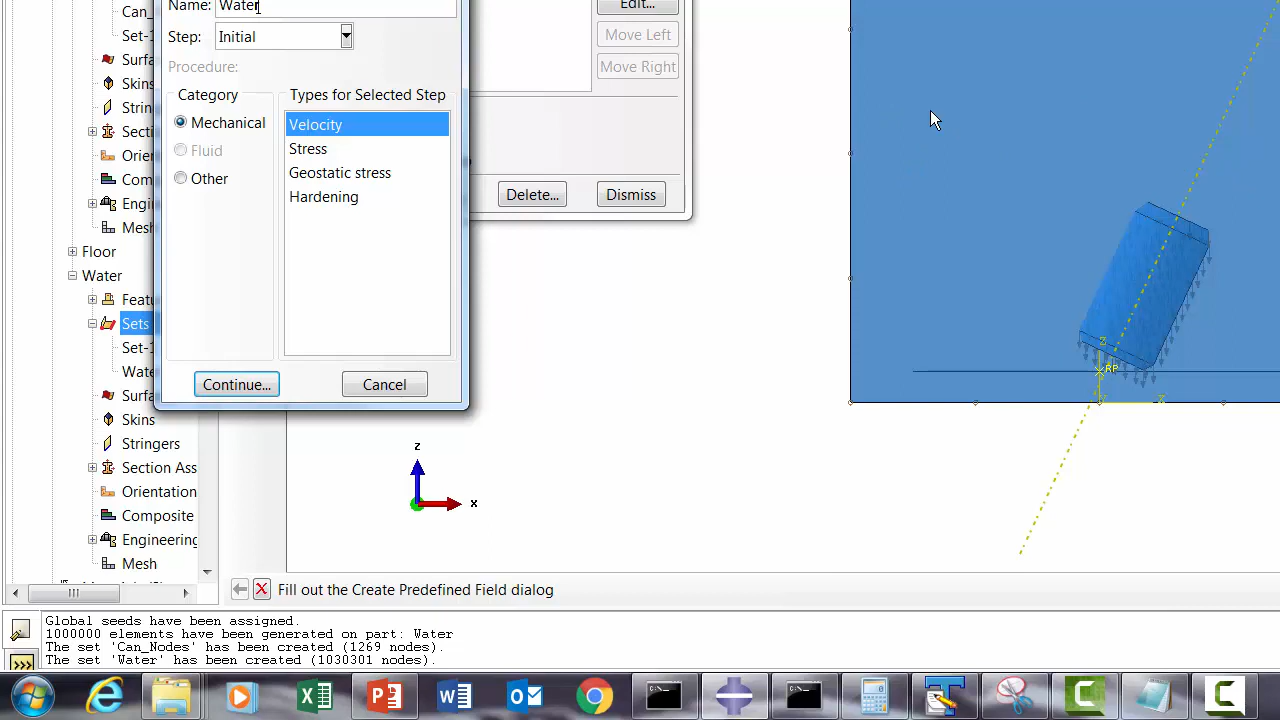 Can_
Set-1
Surfa
Skins
Strin
Secti
Orie
Com
Engi
Mesh
Floor
Water
Featu
Sets
Set-1
Wate
Surfa
Skins
Stringers
Section Ass
Orientation
Composite
Engineering
Mesh
Name: Water
Step: Initial
Procedure:
Category
Mechanical
Fluid
Other
Types for Selected Step
Velocity
Stress
Geostatic stress
Hardening
Continue...
Cancel
Edit...
Move Left
Move Right
Delete...
Dismiss
Z
RP
X
z
x
Fill out the Create Predefined Field dialog
Global seeds have been assigned.
1000000 elements have been generated on part: Water
The set 'Can_Nodes' has been created (1269 nodes).
The set 'Water' has been created (1030301 nodes).
>>>